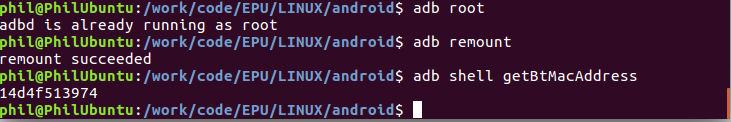 phil@PhilUbuntu:/work/code/EPU/LINUX/android$ adb root
adbd is already running as root
phil@PhilUbuntu:/work/code/EPU/LINUX/android$ adb remount
remount succeeded
phil@PhilUbuntu:/work/code/EPU/LINUX/android$ adb shell getBtMacAddress
14d4f513974
phil@PhilUbuntu:/work/code/EPU/LINUX/android$